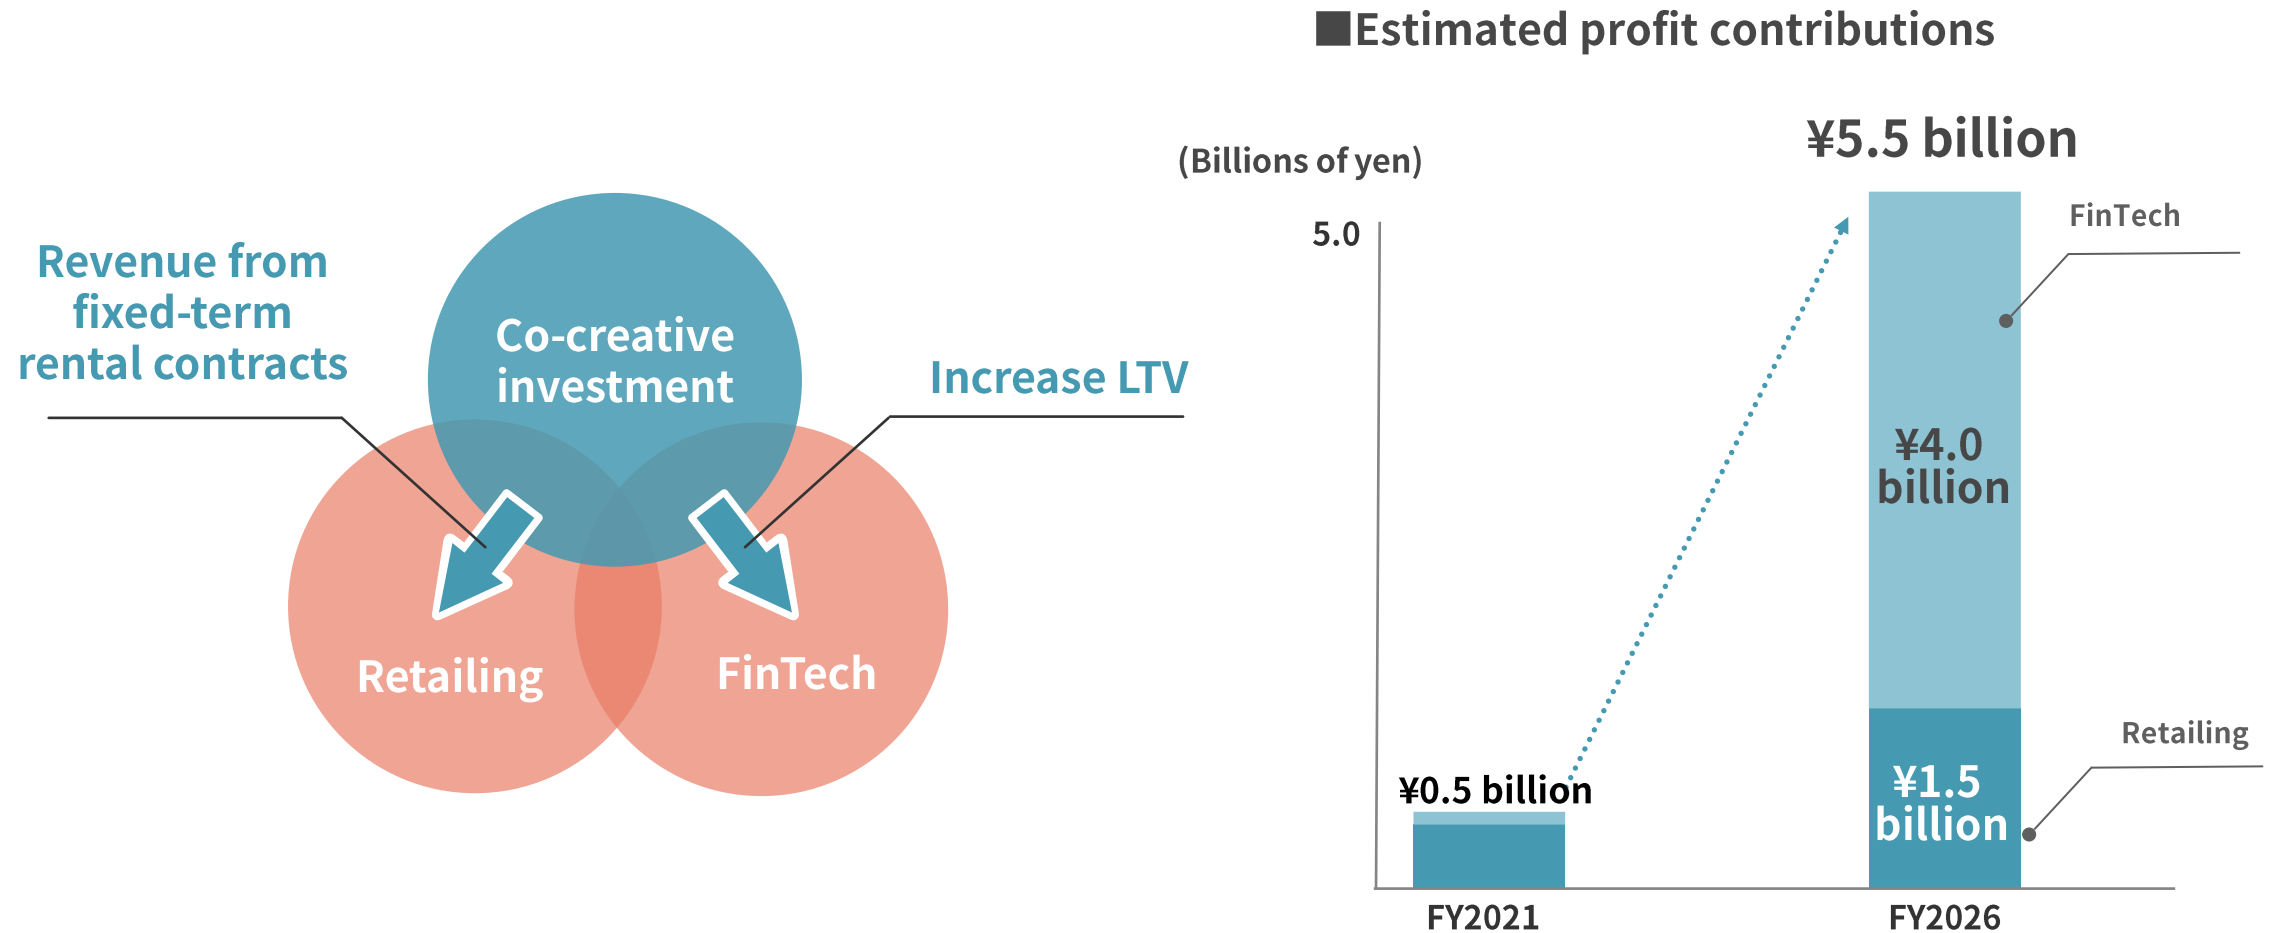 Revenue from
fixed-term
rental contracts
Co-creative
investment
Increase LTV
Retailing
FinTech
■Estimated profit contributions
(Billions of yen)
5.0
¥5.5 billion
FinTech
¥4.0
billion
Retailing
¥1.5
billion
¥0.5 billion
FY2021
FY2026